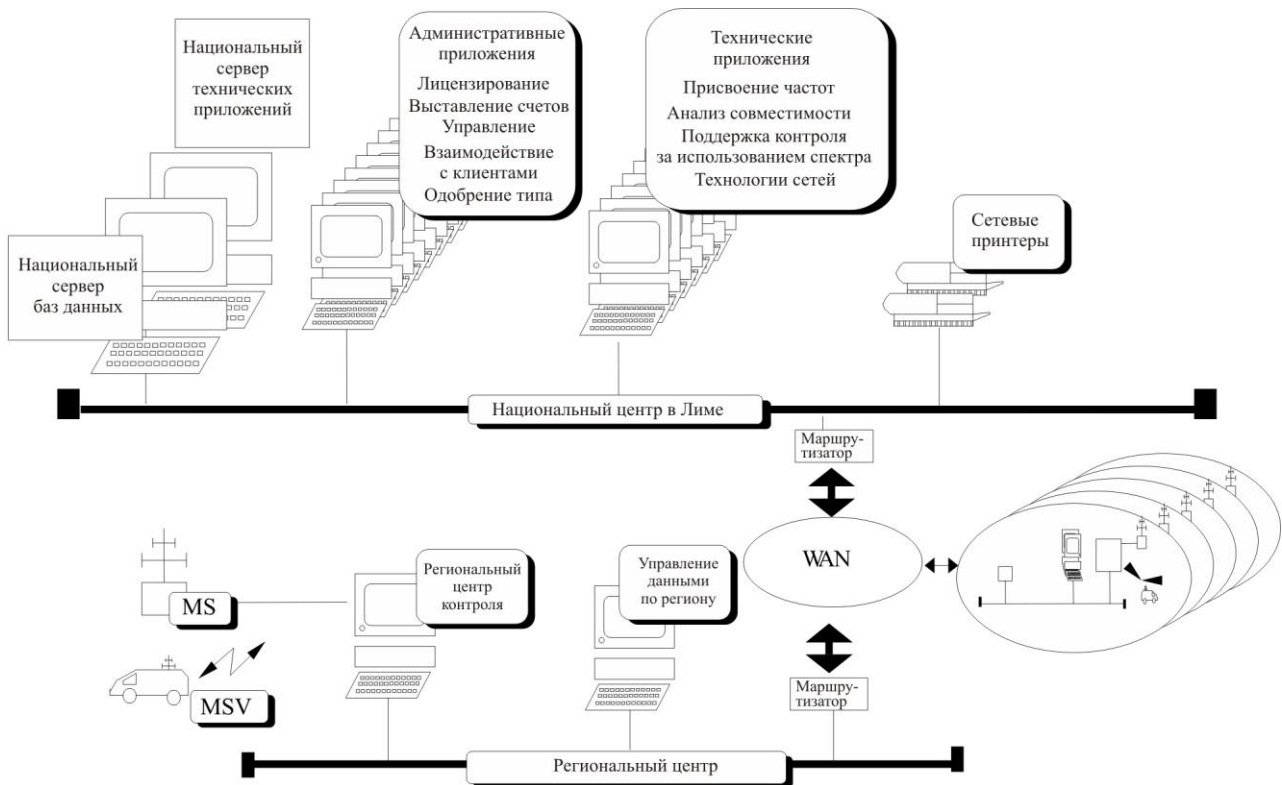 Национальный
сервер
технических
приложений
Административные
приложения
Лицензирование
Выставление счетов
Управление
Взаимодействие
с клиентами
Одобрение типа
Технические
приложения
Присвоение частот
Анализ совместимости
Поддержка контроля
за использованием спектра
Технологии сетей
Национальный
сервер
баз данных
Сетевые
принтеры
Национальный центр в Лиме
Маршру-
тизатор
WAN
Региональный
центр
контроля
Управление
данными
по региону
MS
MSV
Маршру-
тизатор
Региональный центр